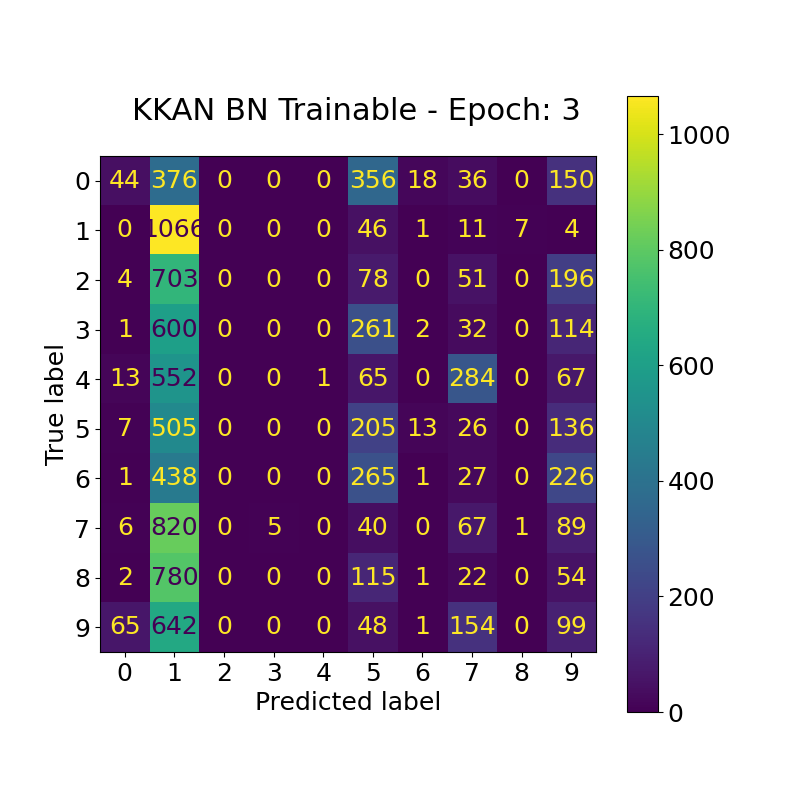 KKAN BN Trainable - Epoch: 3
0 44 376 0 0 0 356 18 36 0 150
1 0 1066 0 0 0 46 1 11 7 4
2 4 703 0 0 0 78 0 51 0 196
3 1 600 0 0 0 261 2 32 0 114
4 13 552 0 0 1 65 0 284 0 67
5 7 505 0 0 0 205 13 26 0 136
6 1 438 0 0 0 265 1 27 0 226
7 6 820 0 5 0 40 0 67 1 89
8 2 780 0 0 0 115 1 22 0 54
9 65 642 0 0 0 48 1 154 0 99
0 1 2 3 4 5 6 7 8 9
Predicted label
True label
1000
800
600
400
200
0